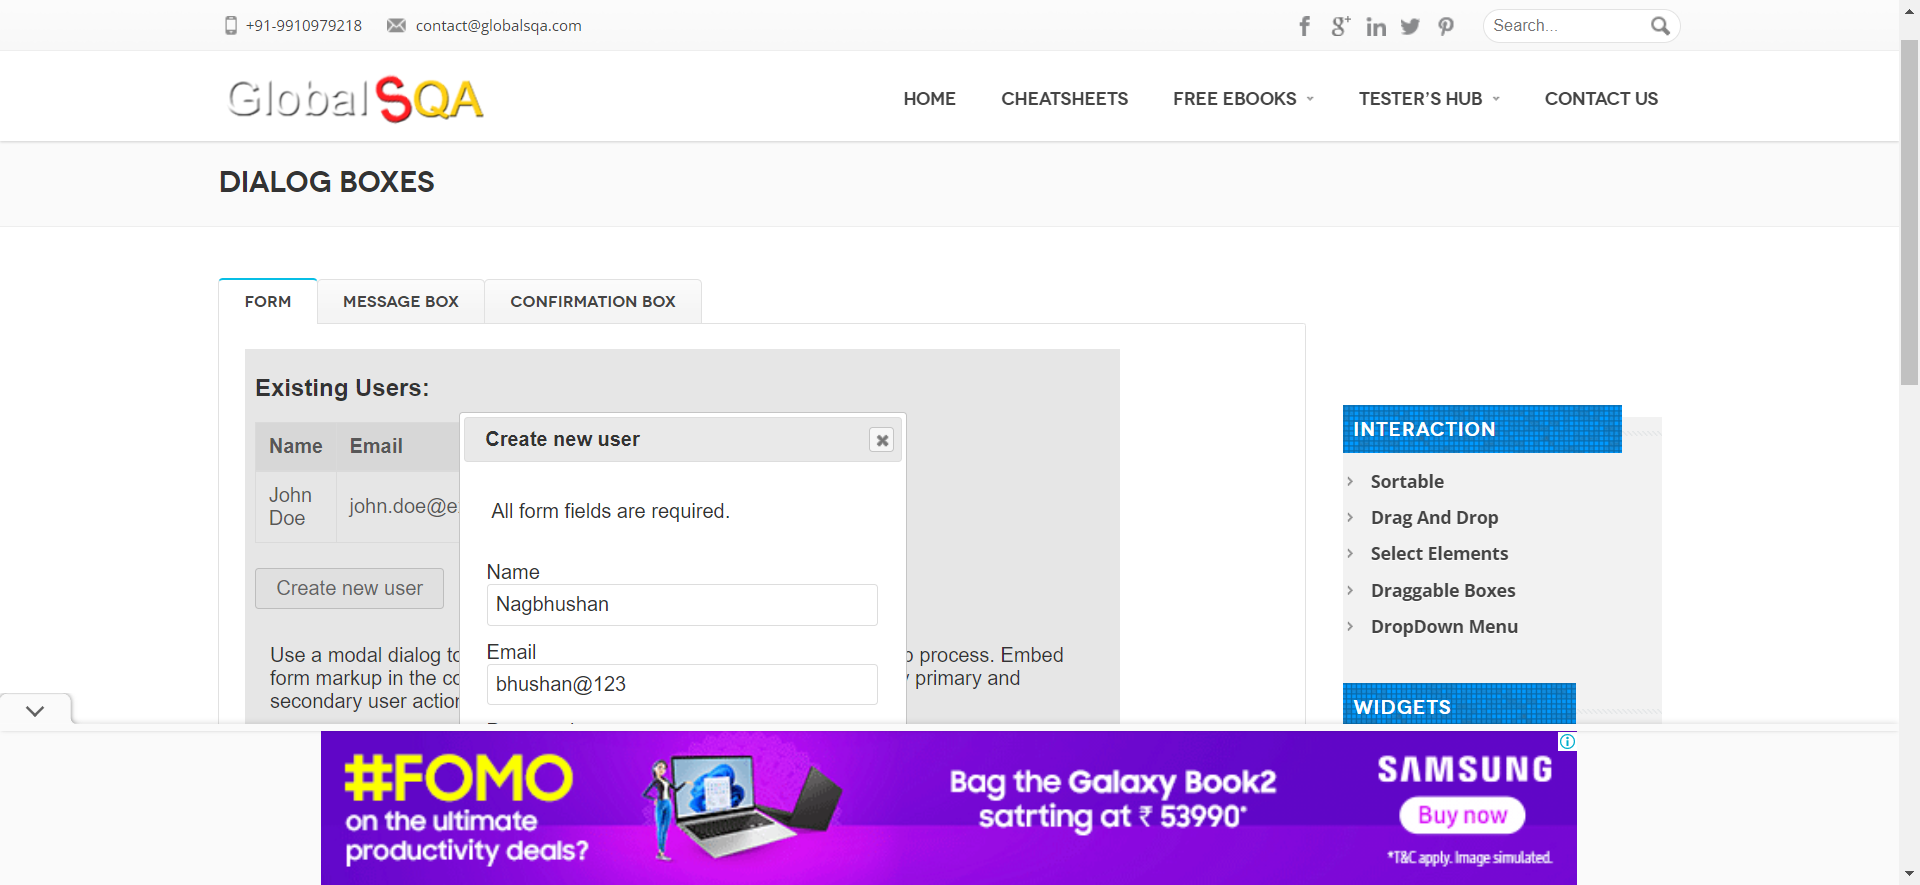 +91-9910979218
contact@globalsqa.com
Search...
GlobalSQA
HOME
CHEATSHEETS
FREE EBOOKS
TESTER'S HUB
CONTACT US
DIALOG BOXES
FORM
MESSAGE BOX
CONFIRMATION BOX
Existing Users:
Name
Email
John
Doe
john.doe@e
Create new user
Use a modal dialog to
form markup in the co
secondary user action
process. Embed
primary and
Create new user
All form fields are required.
Name
Nagbhushan
Email
bhushan@123
INTERACTION
Sortable
Drag And Drop
Select Elements
Draggable Boxes
DropDown Menu
WIDGETS
#FOMO
on the ultimate
productivity deals?
Bag the Galaxy Book2
satrting at ₹ 53990*
SAMSUNG
Buy now
*T&C apply. Image simulated.